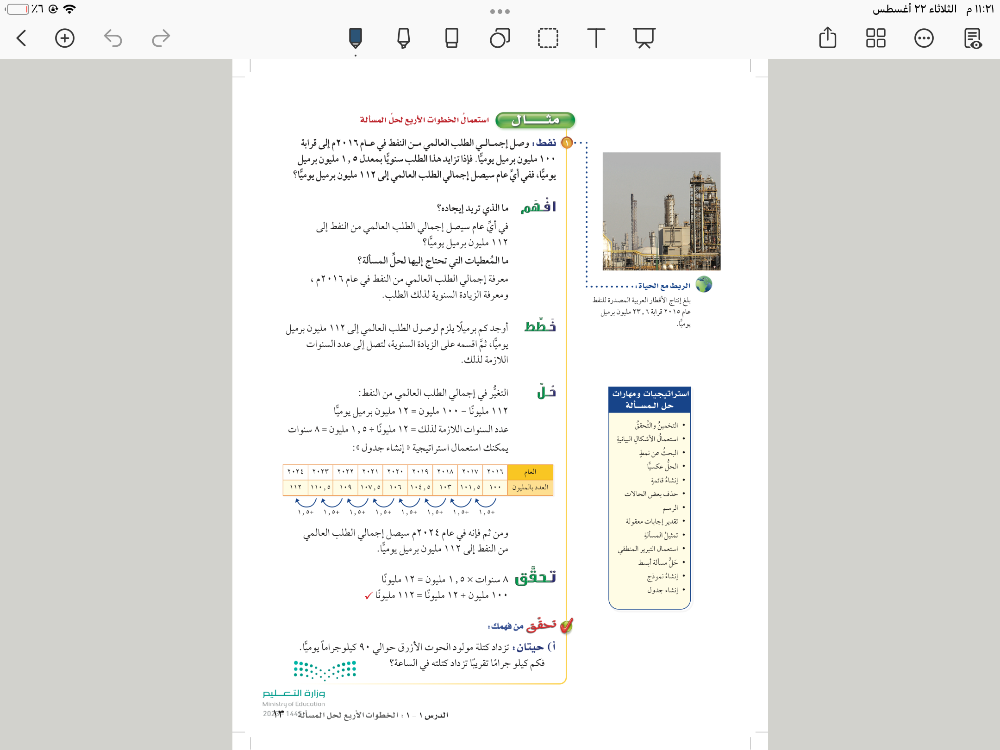 ١١:٢١ م الثلاثاء ٢٢ أغسطس
٪٦
مثــــال استعمالُ الخطوات الأربع لحلِّ المسألة
١ نفط: وصل إجمــالـي الطلب العالمي مـن النفط في عـام ٢٠١٦م إلى قرابة
١٠٠ مليون برميل يوميًّا. فإذا تزايد هذا الطلب سنويًّا بمعدل ١,٥ مليون برميل
يوميًّا، ففي أيِّ عام سيصل إجمالي الطلب العالمي إلى ١١٢ مليون برميل يوميًّا؟
افْهَم ما الذي تريد إيجاده؟
في أيِّ عام سيصل إجمالي الطلب العالمي من النفط إلى
١١٢ مليون برميل يوميًّا؟
ما المُعطيات التي تحتاج إليها لحلِّ المسألة؟
معرفة إجمالي الطلب العالمي من النفط في عام ٢٠١٦م ،
ومعرفة الزيادة السنوية لذلك الطلب.
خَطِّط أوجد كم برميلًا يلزم لوصول الطلب العالمي إلى ١١٢ مليون برميل
يوميًّا، ثمَّ اقسمه على الزيادة السنوية، لتصل إلى عدد السنوات
اللازمة لذلك.
حُلّ التغيُّر في إجمالي الطلب العالمي من النفط:
١١٢ مليونًا – ١٠٠ مليون = ١٢ مليون برميل يوميًّا
عدد السنوات اللازمة لذلك = ١٢ مليونًا ÷ ١,٥ مليون = ٨ سنوات
يمكنك استعمال استراتيجية «إنشاء جدول»:
العام ٢٠١٦ ٢٠١٧ ٢٠١٨ ٢٠١٩ ٢٠٢٠ ٢٠٢١ ٢٠٢٢ ٢٠٢٣ ٢٠٢٤
العدد بالمليون ١٠٠ ١٠١,٥ ١٠٣ ١٠٤,٥ ١٠٦ ١٠٧,٥ ١٠٩ ١١٠,٥ ١١٢
+١,٥ +١,٥ +١,٥ +١,٥ +١,٥ +١,٥ +١,٥ +١,٥
ومن ثم فإنه في عام ٢٠٢٤م سيصل إجمالي الطلب العالمي
من النفط إلى ١١٢ مليون برميل يوميًّا.
تحقَّق ٨ سنوات × ١,٥ مليون = ١٢ مليونًا
١٠٠ مليون + ١٢ مليونًا = ١١٢ مليونًا ✓
تحقَّق من فهمك:
أ) حيتان: تزداد كتلة مولود الحوت الأزرق حوالي ٩٠ كيلوجراماً يوميًّا.
فكم كيلو جرامًا تقريبًا تزداد كتلته في الساعة؟
الربط مع الحياة:
بلغ إنتاج الأقطار العربية المصدرة للنفط
عام ٢٠١٥ قرابة ٢٣,٦ مليون برميل
يوميًّا.
استراتيجيات ومهارات
حل المـســألة
• التخمينُ والتَّحققُ
• استعمالُ الأشكالِ البيانيةِ
• البحثُ عن نمطٍ
• الحلُّ عكسيًّا
• إنشاءُ قائمةٍ
• حذف بعض الحالات
• الرسم
• تقدير إجابات معقولة
• تمثيلُ المسألةِ
• استعمال التبرير المنطقي
• حَلُّ مسألة أبسط
• إنشاءُ نموذج
• إنشاء جدول
وزارة التـعـــليم
Ministry of Education
2023 - 1445
الدرس ١ - ١ : الخطوات الأربع لحل المسألة ١٣